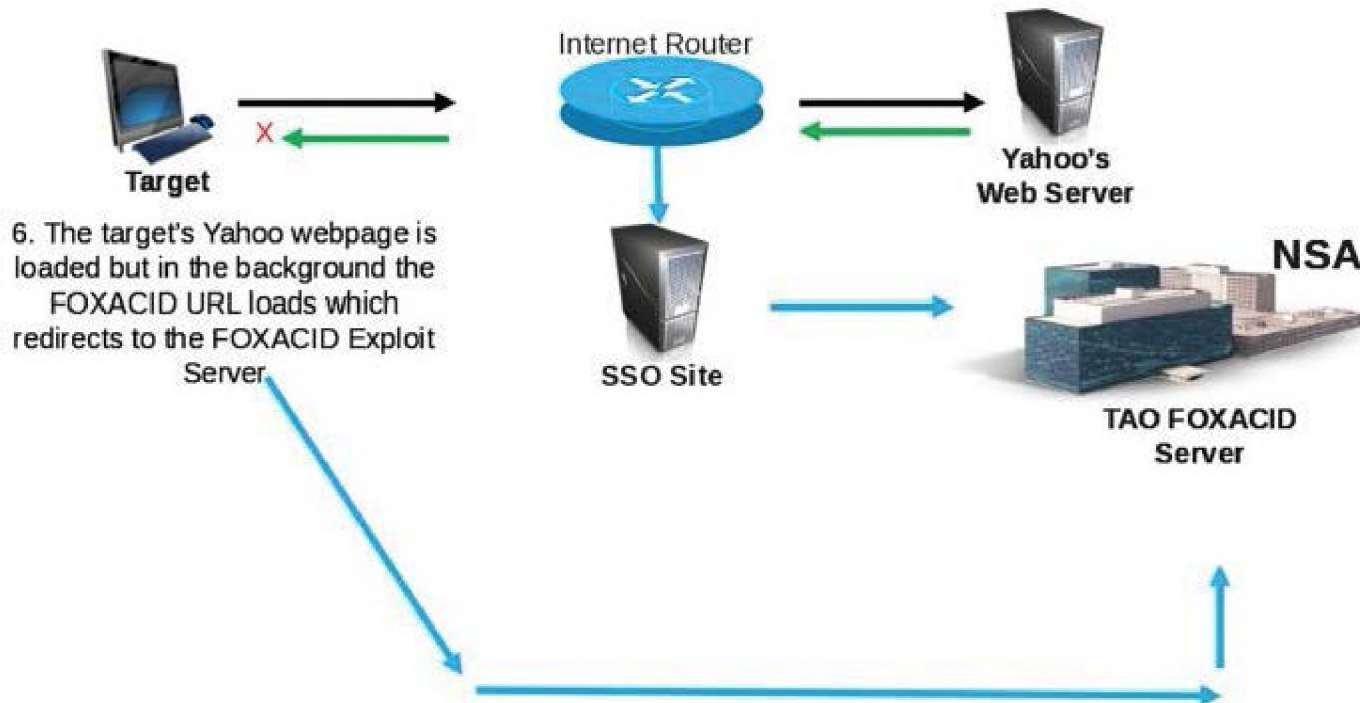 Internet Router
X
Target
Yahoo's
Web Server
6. The target's Yahoo webpage is
loaded but in the background the
FOXACID URL loads which
redirects to the FOXACID Exploit
Server
SSO Site
NSA
TAO FOXACID
Server